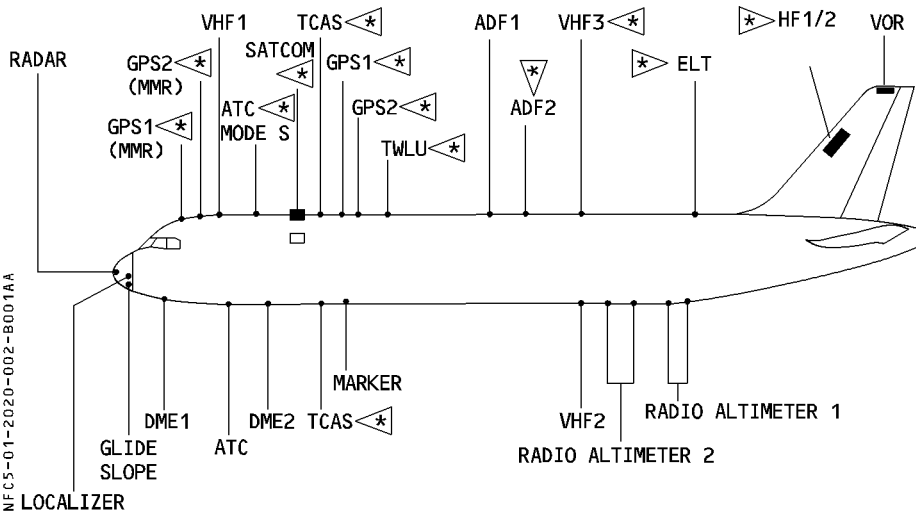 VHF1
TCAS *
ADF1
VHF3 *
* HF1/2
VOR
RADAR
GPS2 *
(MMR)
SATCOM
*
GPS1 *
* ELT
GPS1 *
(MMR)
ATC *
MODE S
GPS2 *
*
ADF2
TWLU *
MARKER
DME1
ATC
DME2
TCAS *
VHF2
RADIO ALTIMETER 1
GLIDE
SLOPE
RADIO ALTIMETER 2
LOCALIZER
NFC5-01-2020-002-B001AA